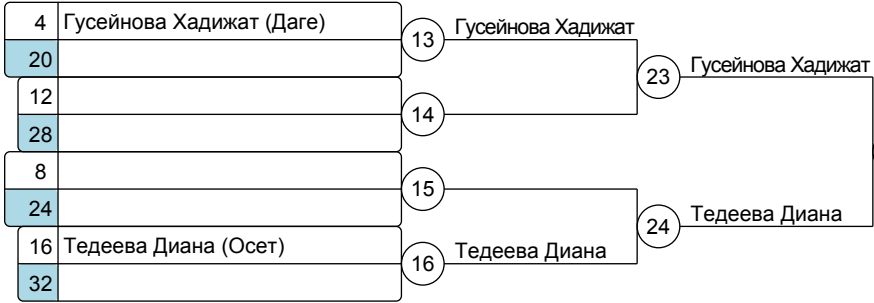 4 Гусейнова Хадижат (Даге)
20
13 Гусейнова Хадижат
12
28
14
23 Гусейнова Хадижат
8
24
15
16 Тедеева Диана (Осет)
32
16 Тедеева Диана
24 Тедеева Диана